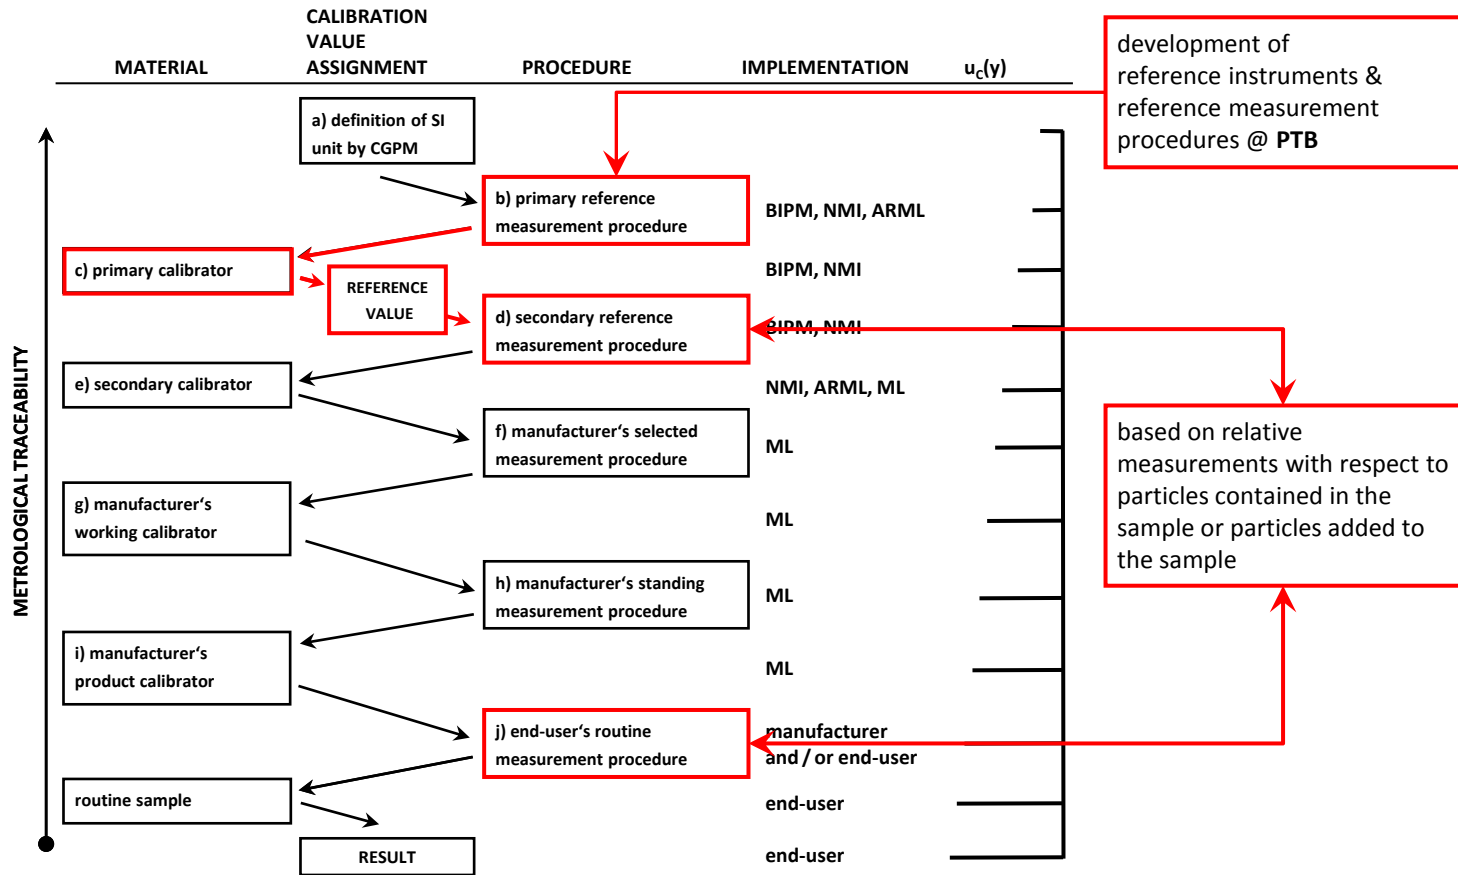 CALIBRATION
VALUE
MATERIAL ASSIGNMENT PROCEDURE IMPLEMENTATION uC(y)
development of
reference instruments &
reference measurement
procedures @ PTB
a) definition of SI
unit by CGPM
b) primary reference
measurement procedure
BIPM, NMI, ARML
c) primary calibrator
BIPM, NMI
REFERENCE
VALUE
d) secondary reference
measurement procedure
BIPM, NMI
e) secondary calibrator
NMI, ARML, ML
f) manufacturer‘s selected
measurement procedure
ML
based on relative
measurements with respect to
particles contained in the
sample or particles added to
the sample
g) manufacturer‘s
working calibrator
ML
h) manufacturer‘s standing
measurement procedure
ML
i) manufacturer‘s
product calibrator
ML
j) end-user‘s routine
measurement procedure
manufacturer
and / or end-user
routine sample
end-user
RESULT
end-user
METROLOGICAL TRACEABILITY